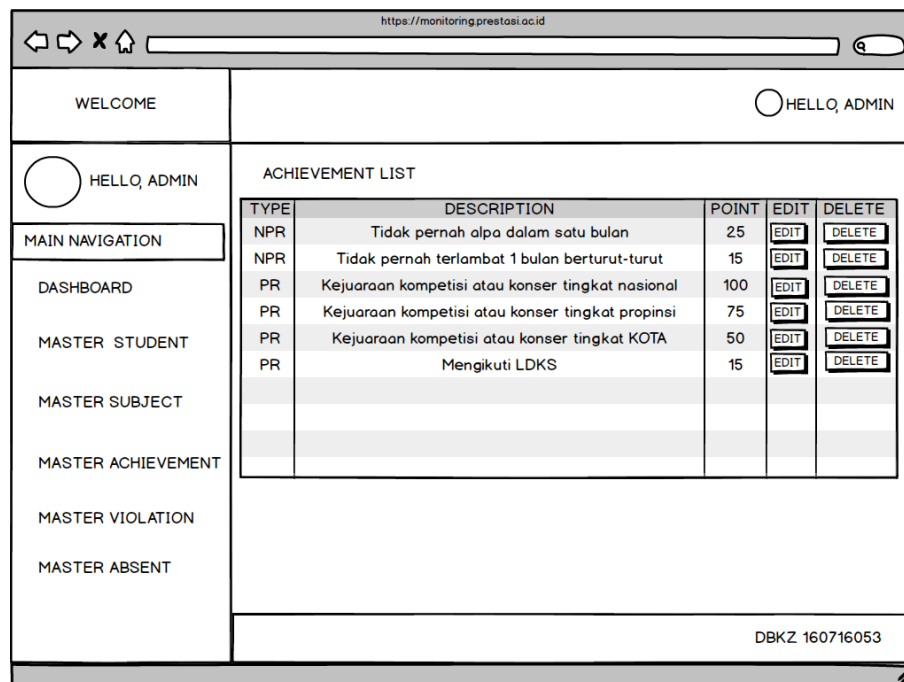 https://monitoring.prestasi.ac.id
WELCOME
HELLO, ADMIN
HELLO, ADMIN
MAIN NAVIGATION
DASHBOARD
MASTER STUDENT
MASTER SUBJECT
MASTER ACHIEVEMENT
MASTER VIOLATION
MASTER ABSENT
ACHIEVEMENT LIST
TYPE DESCRIPTION POINT EDIT DELETE
NPR Tidak pernah alpa dalam satu bulan 25 EDIT DELETE
NPR Tidak pernah terlambat 1 bulan berturut-turut 15 EDIT DELETE
PR Kejuaraan kompetisi atau konser tingkat nasional 100 EDIT DELETE
PR Kejuaraan kompetisi atau konser tingkat propinsi 75 EDIT DELETE
PR Kejuaraan kompetisi atau konser tingkat KOTA 50 EDIT DELETE
PR Mengikuti LDKS 15 EDIT DELETE
DBKZ 160716053